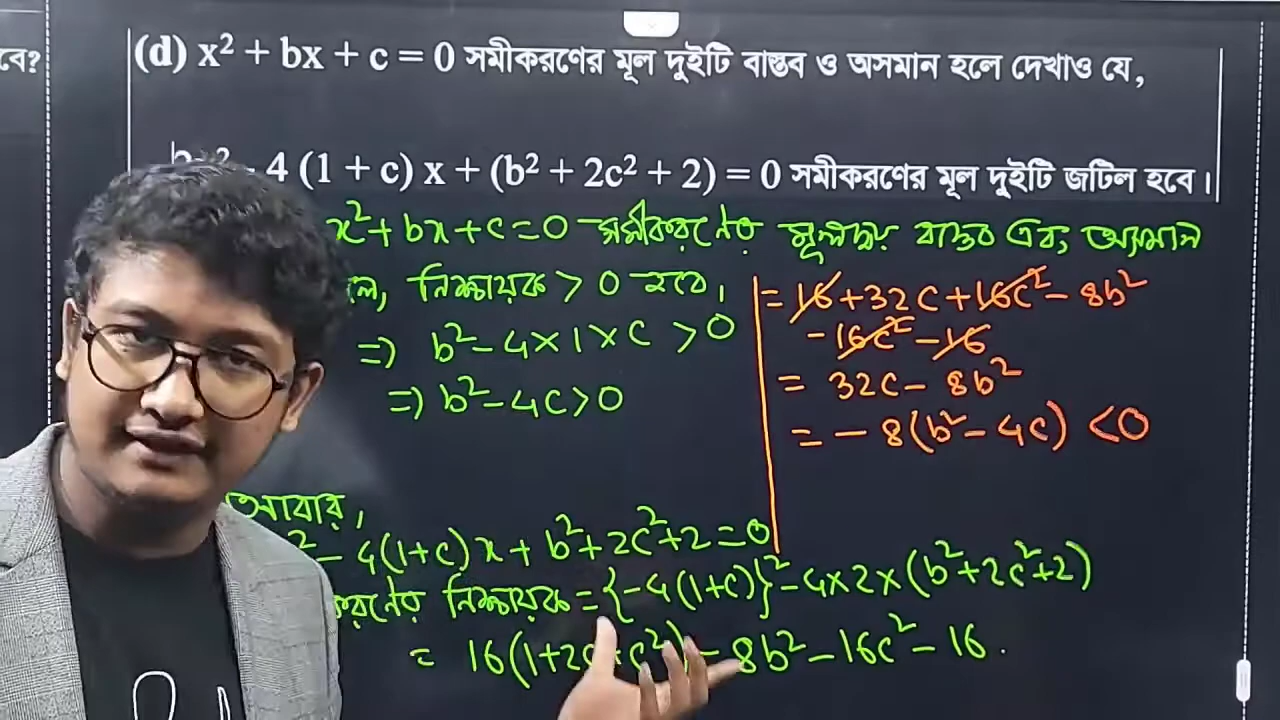 বে?
(d) x² + bx + c = 0 সমীকরণের মূল দুইটি বাস্তব ও অসমান হলে দেখাও যে,
- 4 (1 + c) x + (b² + 2c² + 2) = 0 সমীকরণের মূল দুইটি জটিল হবে।
x²+bx+c=0 সমীকরণের মূলদ্বয় বাস্তব এবং অসমান
নিশ্চায়ক > 0 হবে,
=> b²-4×1×c >0
=> b²-4c>0
আবার,
-4(1+c)x+b²+2c²+2=0
নিশ্চায়ক={-4(1+c)}²-4×2×(b²+2c²+2)
= 16(1+2c+c²)-8b²-16c²-16.
= 16+32c+16c²-8b²
-16c²-16
= 32c-8b²
= -8(b²-4c) <0